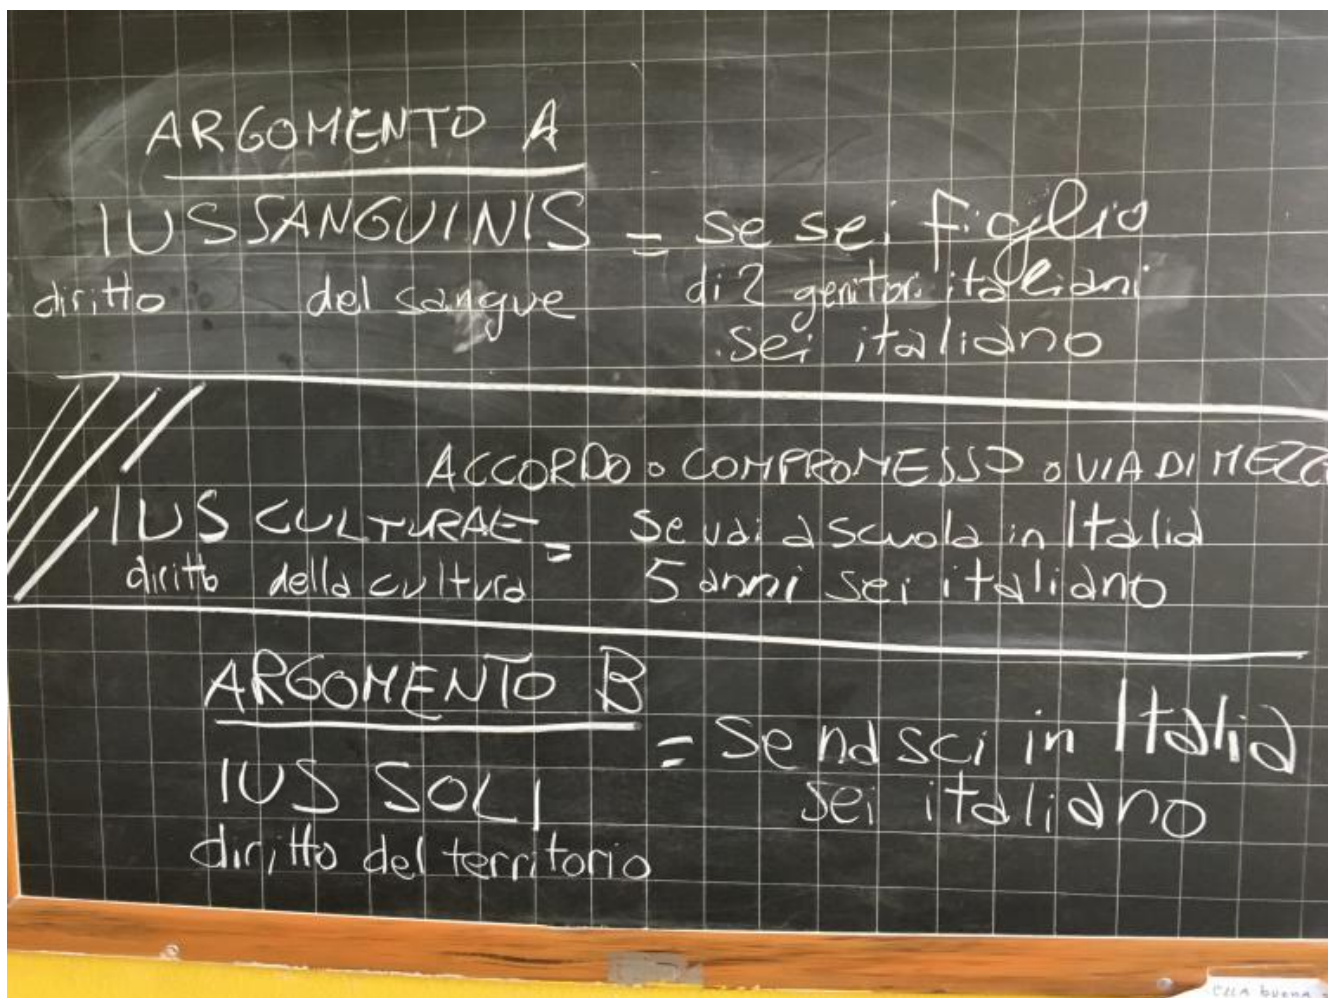 ARGOMENTO A
IUS SANGUINIS = se sei figlio
diritto del sangue di 2 genitori italiani
sei italiano
ACCORDO o COMPROMESSO o VIA DI MEZZO
IUS CULTURAE = se vai a scuola in Italia
diritto della cultura 5 anni sei italiano
ARGOMENTO B
= se nasci in Italia
IUS SOLI sei italiano
diritto del territorio
buona